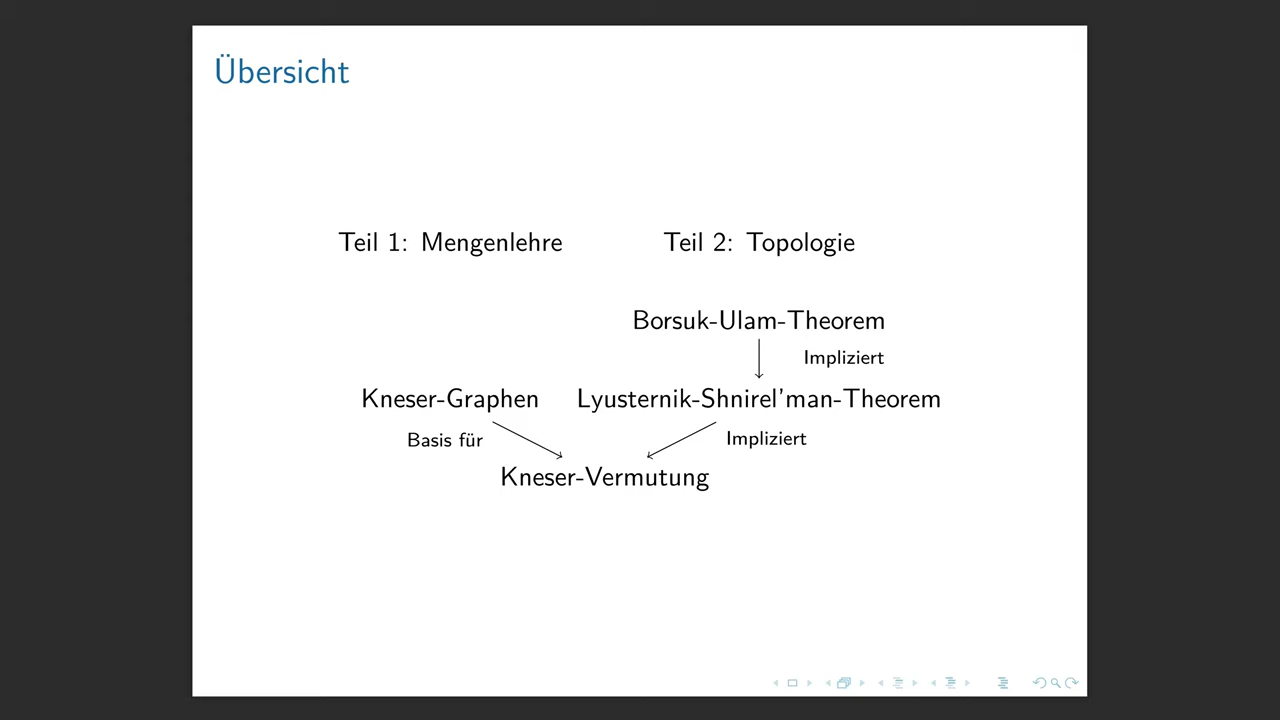 Übersicht
Teil 1: Mengenlehre
Teil 2: Topologie
Borsuk-Ulam-Theorem
Impliziert
Kneser-Graphen
Lyusternik-Shnirel'man-Theorem
Basis für
Impliziert
Kneser-Vermutung